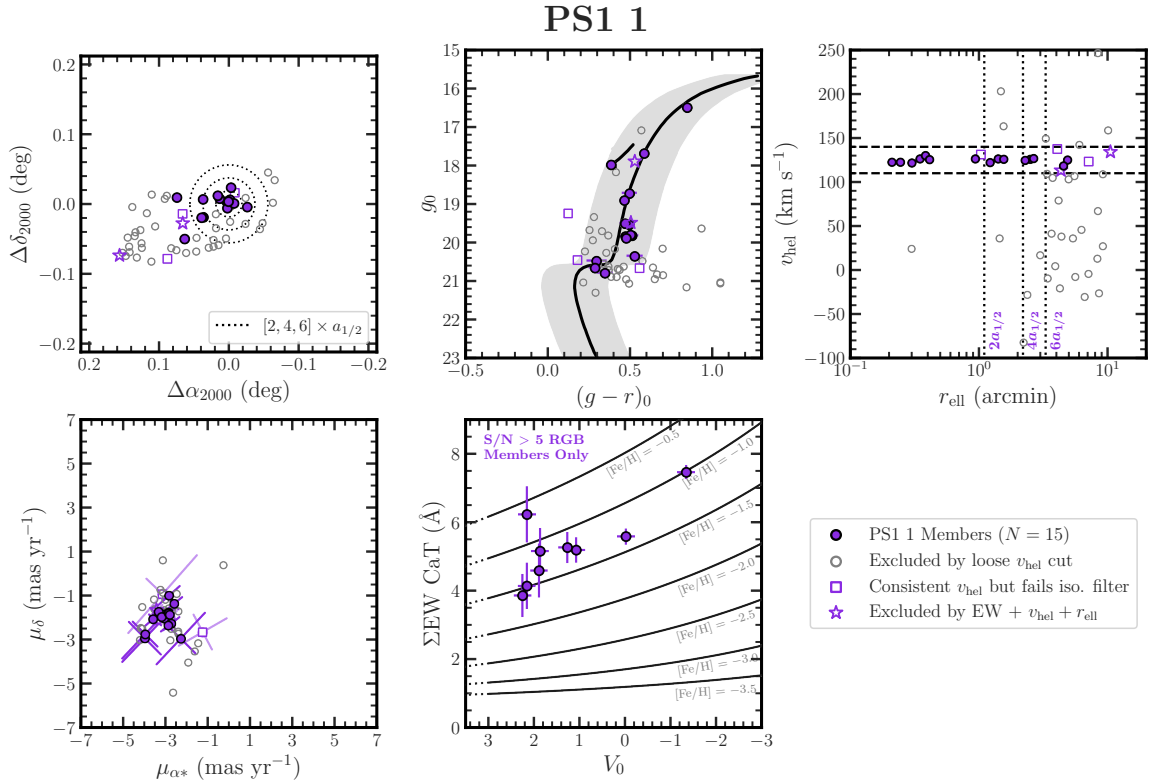 PS1 1
0.2
0.1
0.0
−0.1
−0.2
Δδ2000 (deg)
0.2 0.1 0.0 −0.1 −0.2
Δα2000 (deg)
[2, 4, 6] × a1/2
15
16
17
18
19
20
21
22
23
g0
−0.5 0.0 0.5 1.0
(g − r)0
250
200
150
100
50
0
−50
−100
vhel (km s−1)
2a1/2
4a1/2
6a1/2
10−1 100 101
rell (arcmin)
7
5
3
1
−1
−3
−5
−7
μδ (mas yr−1)
−7 −5 −3 −1 1 3 5 7
μα* (mas yr−1)
S/N > 5 RGB
Members Only
8
6
4
2
0
ΣEW CaT (Å)
[Fe/H] = −0.5
[Fe/H] = −1.0
[Fe/H] = −1.5
[Fe/H] = −2.0
[Fe/H] = −2.5
[Fe/H] = −3.0
[Fe/H] = −3.5
3 2 1 0 −1 −2 −3
V0
PS1 1 Members (N = 15)
Excluded by loose vhel cut
Consistent vhel but fails iso. filter
Excluded by EW + vhel + rell